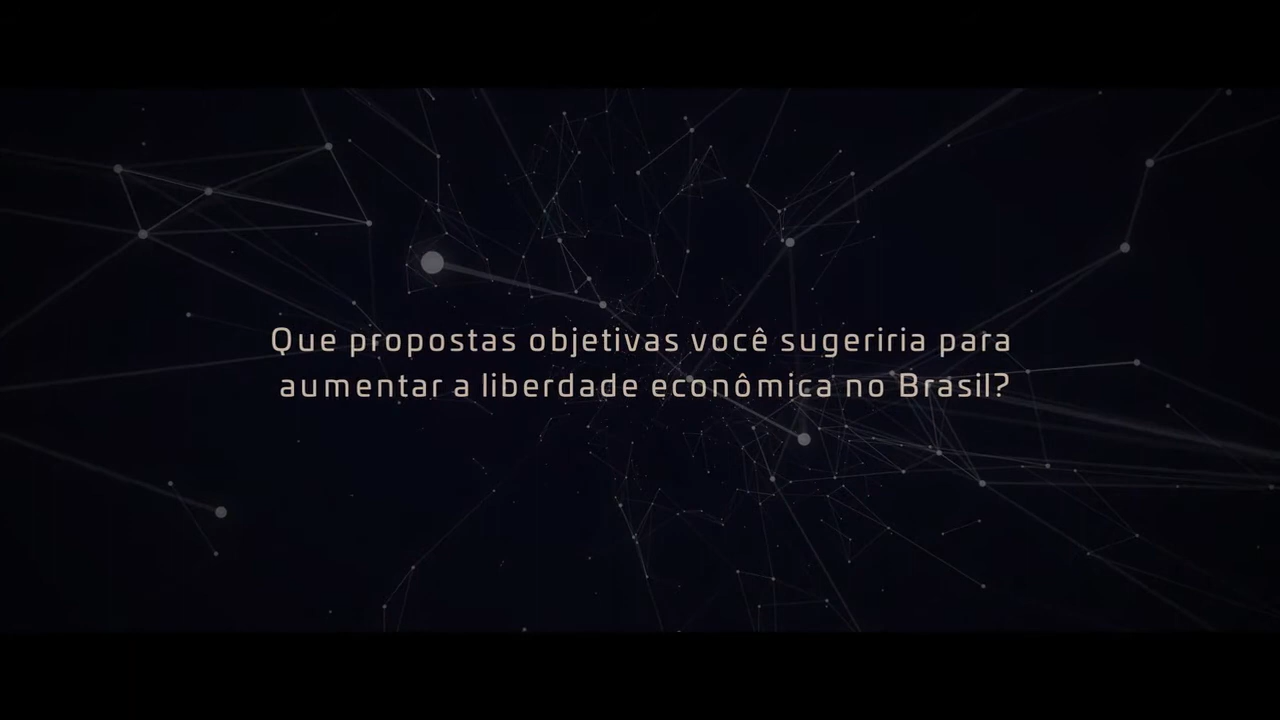 Que propostas objetivas você sugeriria para
aumentar a liberdade econômica no Brasil?